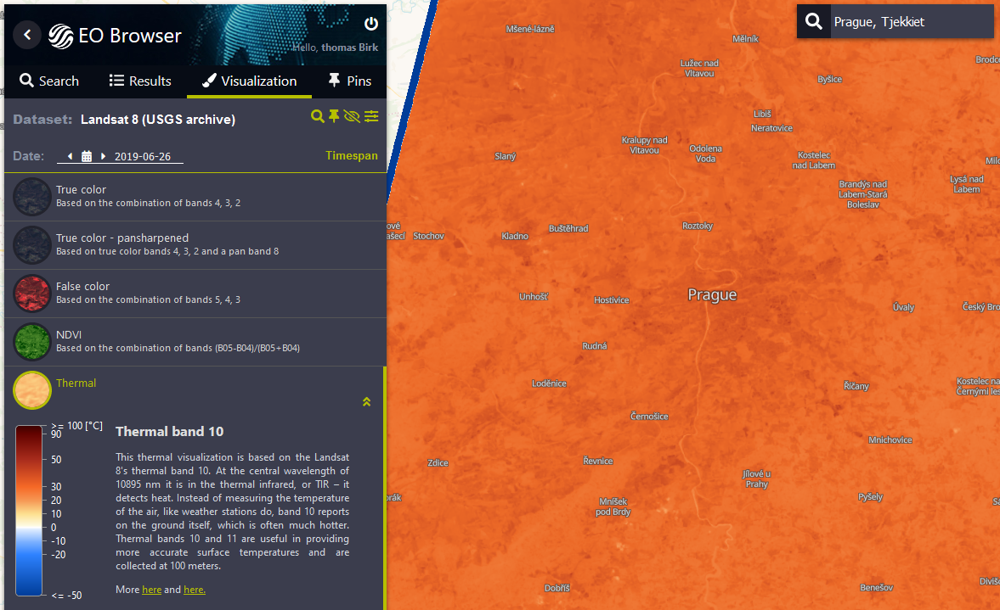 EO Browser
Hello, thomas Birk
Search
Results
Visualization
Pins
Dataset: Landsat 8 (USGS archive)
Date: 2019-06-26 Timespan
True color
Based on the combination of bands 4, 3, 2
True color - pansharpened
Based on true color bands 4, 3, 2 and a pan band 8
False color
Based on the combination of bands 5, 4, 3
NDVI
Based on the combination of bands (B05-B04)/(B05+B04)
Thermal
>= 100 [°C]
90
50
30
20
10
0
-10
-20
<= -50
Thermal band 10
This thermal visualization is based on the Landsat
8's thermal band 10. At the central wavelength of
10895 nm it is in the thermal infrared, or TIR – it
detects heat. Instead of measuring the temperature
of the air, like weather stations do, band 10 reports
on the ground itself, which is often much hotter.
Thermal bands 10 and 11 are useful in providing
more accurate surface temperatures and are
collected at 100 meters.
More here and here.
Prague, Tjekkiet
Mšené-lázně
Mělník
Brodce
Lužec nad
Vltavou
Byšice
Libiš
Neratovice
Kralupy nad
Vltavou
Odolena
Voda
Slaný
Kostelec
nad Labem
Lysá nad
Labem
Brandýs nad
Labem-Stará
Boleslav
Roztoky
Buštěhrad
Kladno
Stochov
Prague
Unhošť
Hostivice
Úvaly
Český Bro
Rudná
Loděnice
Říčany
Kostelec na
Černými les
Černošice
Mnichovice
Zdice
Řevnice
Jílové u
Prahy
Pyšely
Mníšek
pod Brdy
Dobříš
Benešov
Diviš